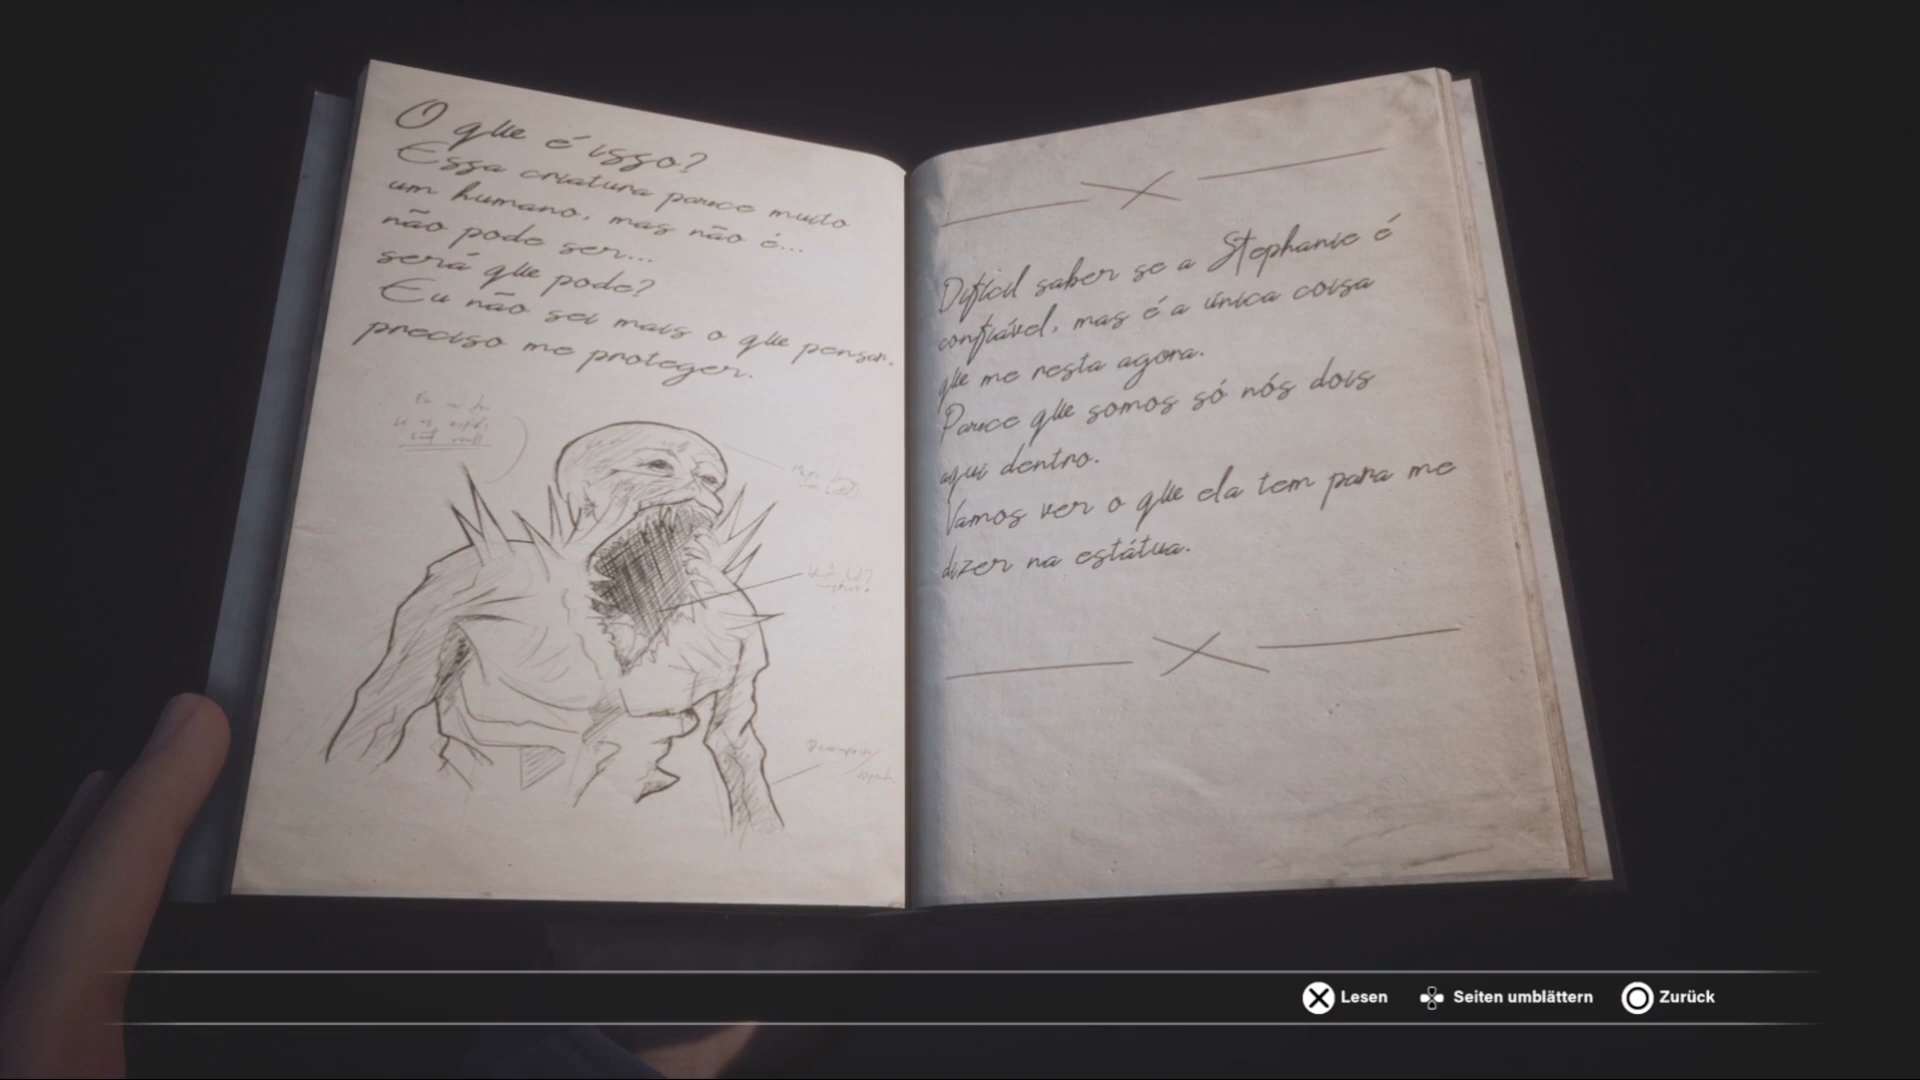 O que é isso?
Essa criatura parece muito
um humano, mas não é...
não pode ser...
será que pode?
Eu não sei mais o que pensar,
preciso me proteger.
Difícil saber se a Stephanie é
confiável, mas é a única coisa
que me resta agora.
Parece que somos só nós dois
aqui dentro.
Vamos ver o que ela tem para me
dizer na estátua.
Lesen
Seiten umblättern
Zurück